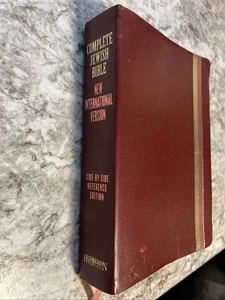 COMPLETE
JEWISH
BIBLE
NEW
INTERNATIONAL
VERSION
SIDE-BY-SIDE
REFERENCE
EDITION